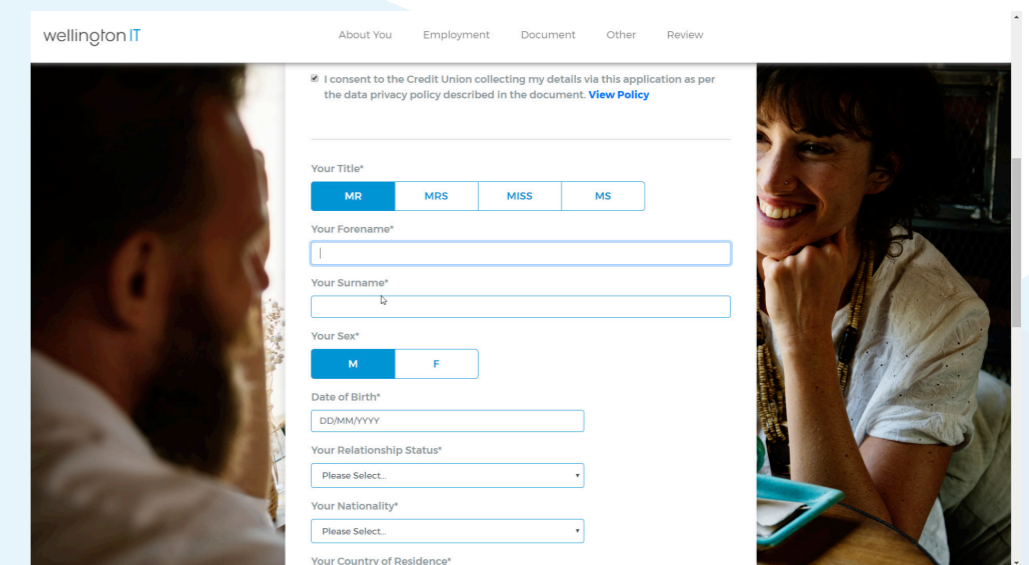 wellington IT
About You Employment Document Other Review
I consent to the Credit Union collecting my details via this application as per
the data privacy policy described in the document. View Policy
Your Title*
MR MRS MISS MS
Your Forename*
Your Surname*
Your Sex*
M F
Date of Birth*
DD/MM/YYYY
Your Relationship Status*
Please Select...
Your Nationality*
Please Select...
Your Country of Residence*